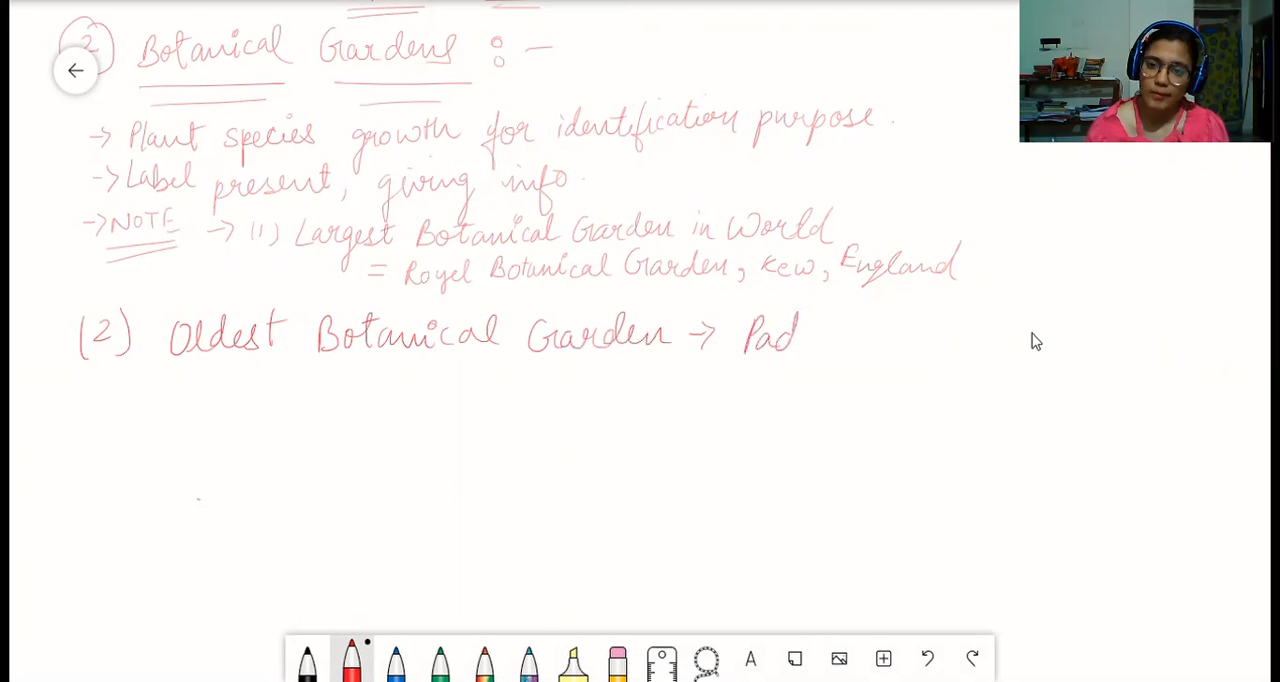 2 Botanical Gardens : -
-> Plant species growth for identification purpose.
-> Label present, giving info.
-> NOTE -> (1) Largest Botanical Garden in World
= Royel Botanical Garden, Kew, England
(2) Oldest Botanical Garden -> Pad
A